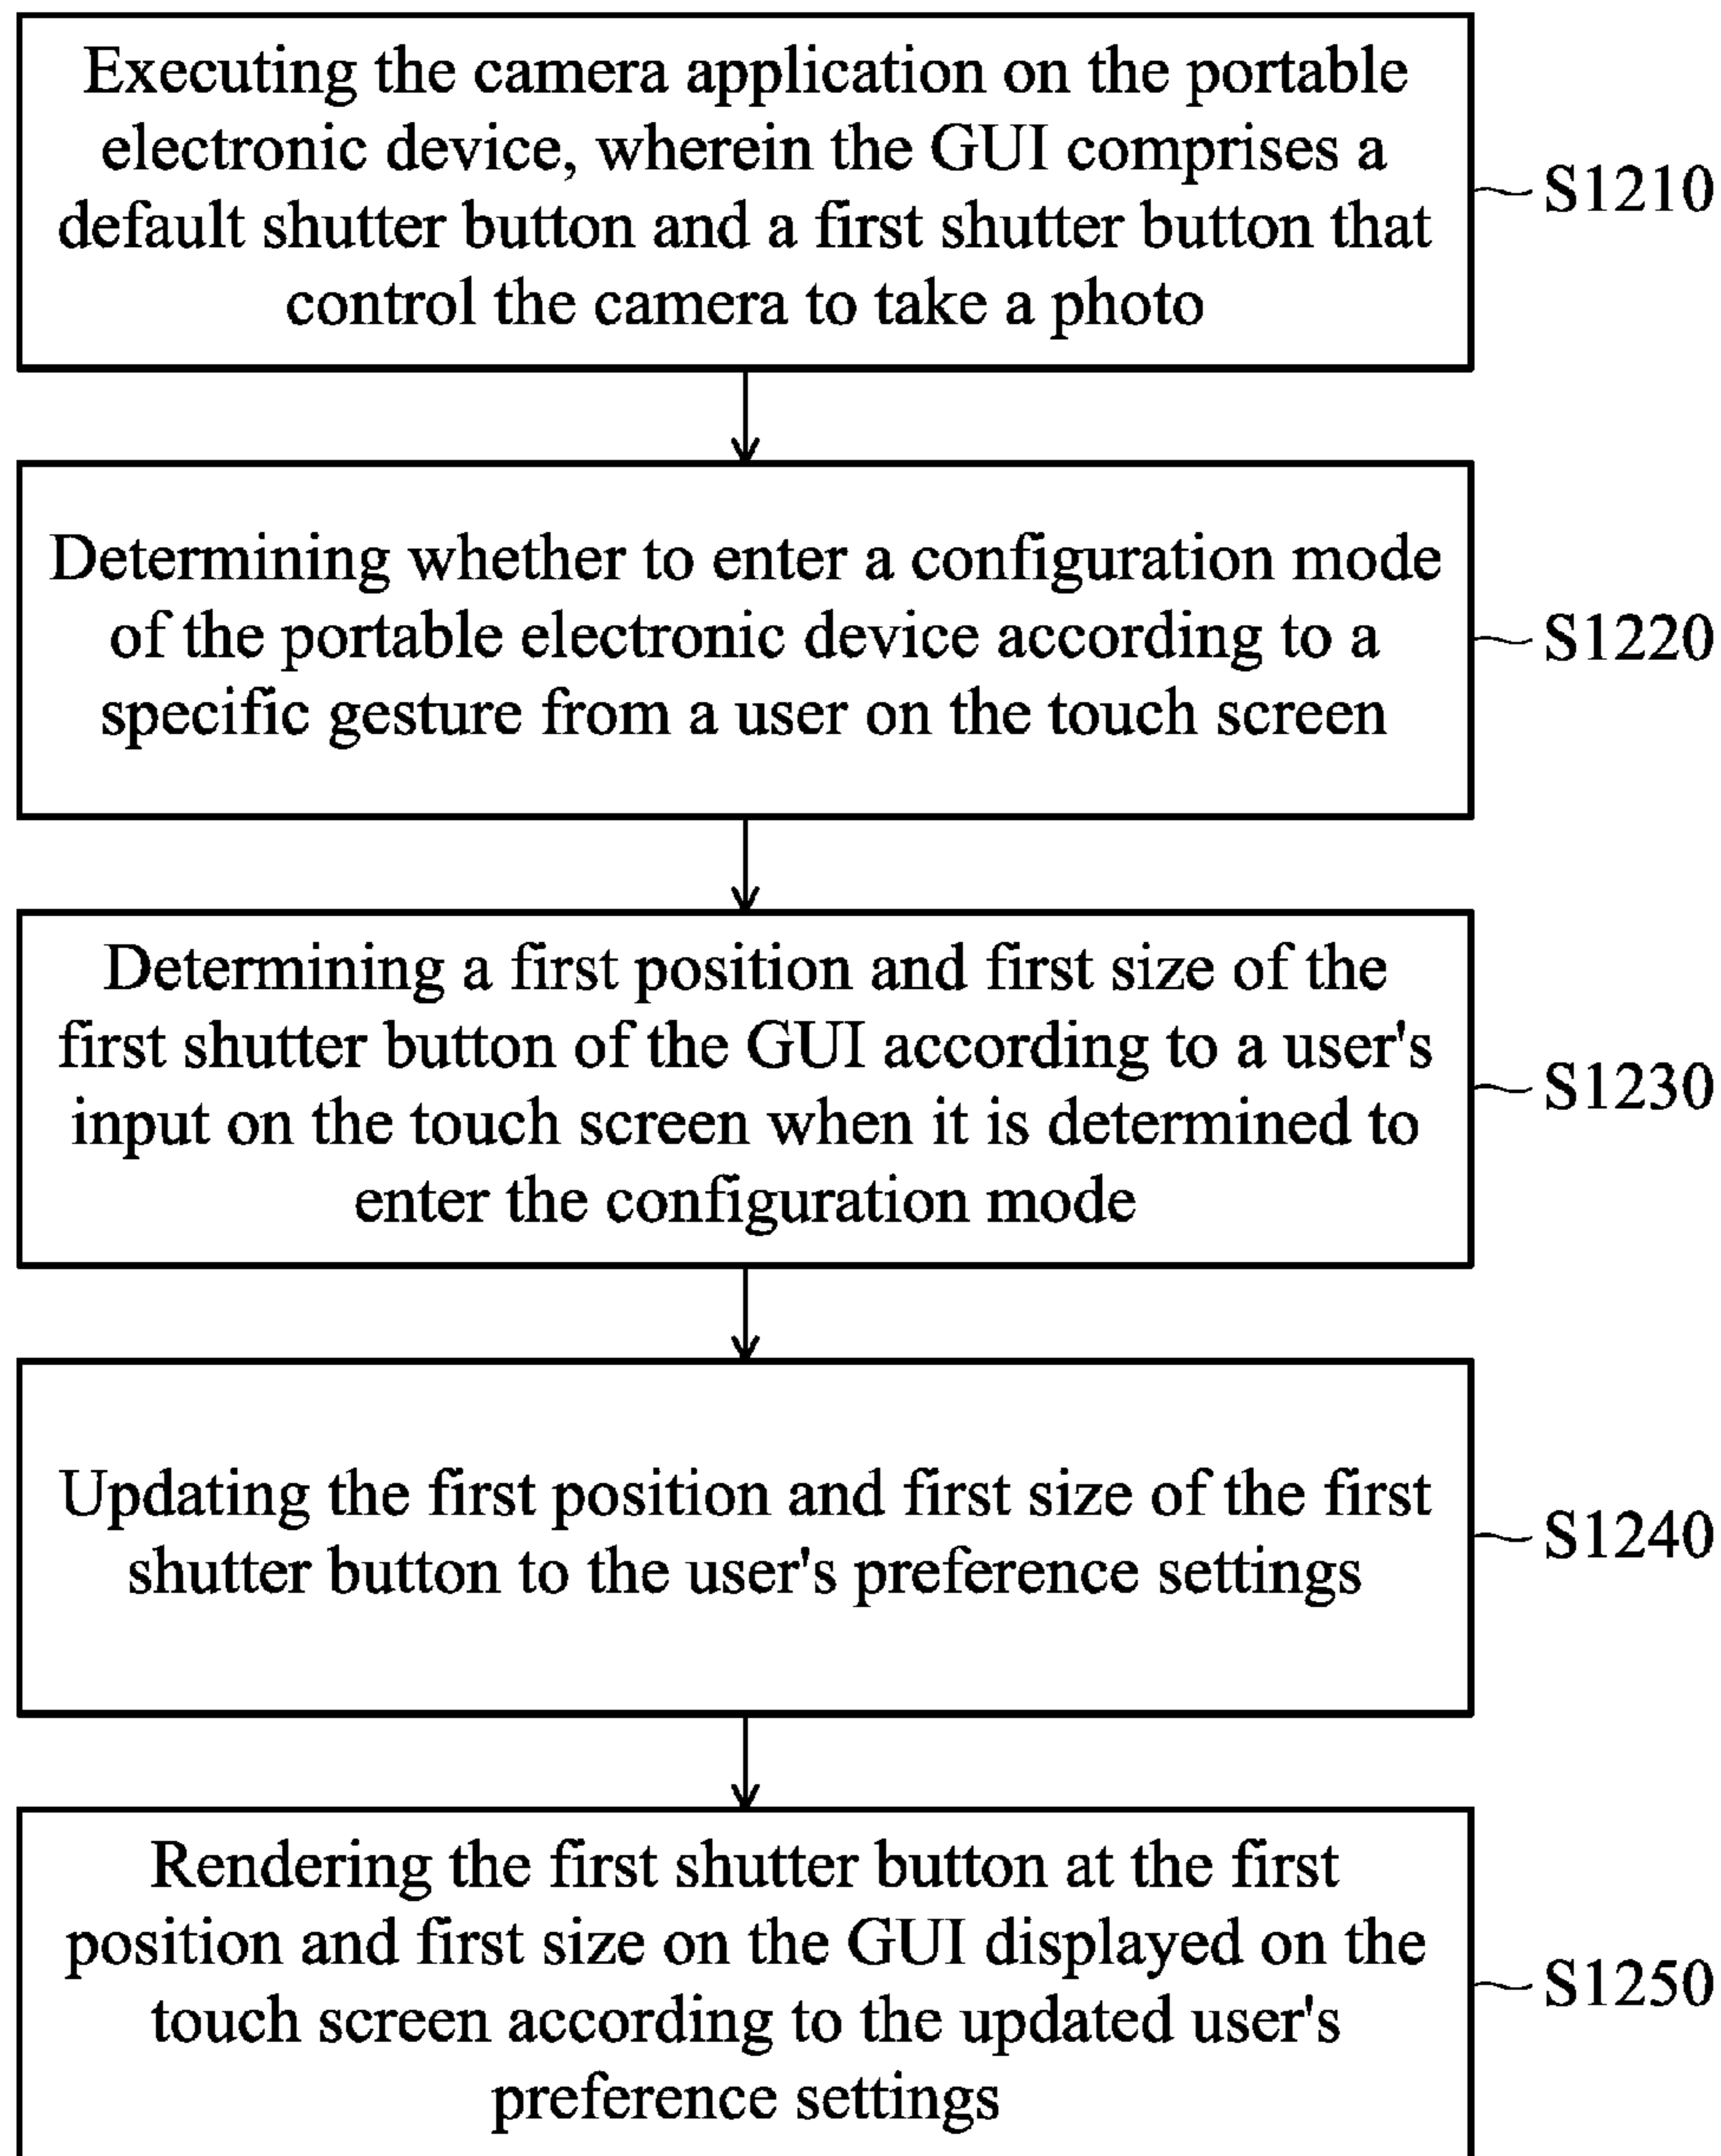 Executing the camera application on the portable
electronic device, wherein the GUI comprises a
default shutter button and a first shutter button that
control the camera to take a photo
S1210
Determining whether to enter a configuration mode
of the portable electronic device according to a
specific gesture from a user on the touch screen
S1220
Determining a first position and first size of the
first shutter button of the GUI according to a user's
input on the touch screen when it is determined to
enter the configuration mode
S1230
Updating the first position and first size of the first
shutter button to the user's preference settings
S1240
Rendering the first shutter button at the first
position and first size on the GUI displayed on the
touch screen according to the updated user's
preference settings
S1250